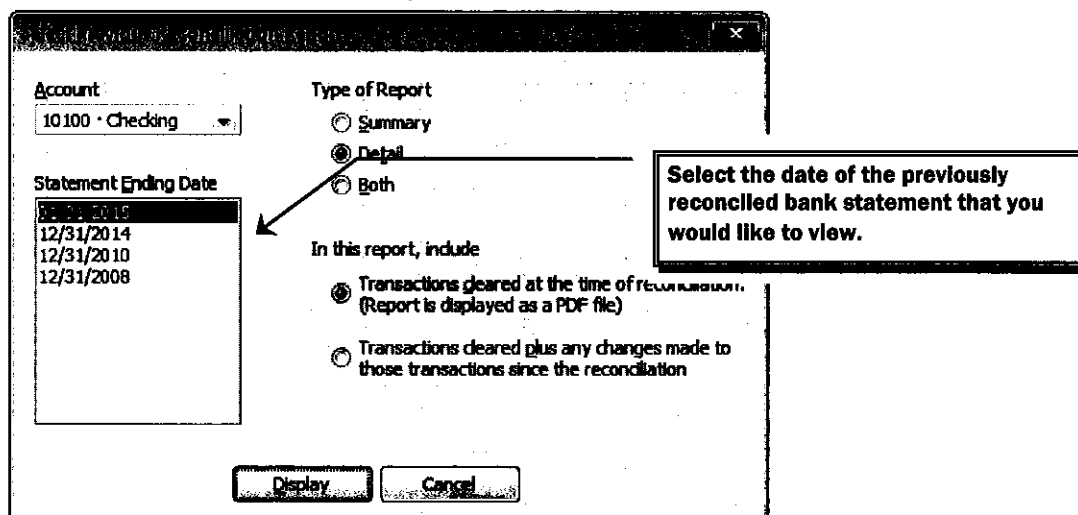 Account
10100 · Checking
Statement Ending Date
12/31/2014
12/31/2010
12/31/2008
Type of Report
Summary
Detail
Both
In this report, include
Transactions cleared at the time of reconciliation.
(Report is displayed as a PDF file)
Transactions cleared plus any changes made to
those transactions since the reconciliation
Display
Cancel
Select the date of the previously
reconciled bank statement that you
would like to view.